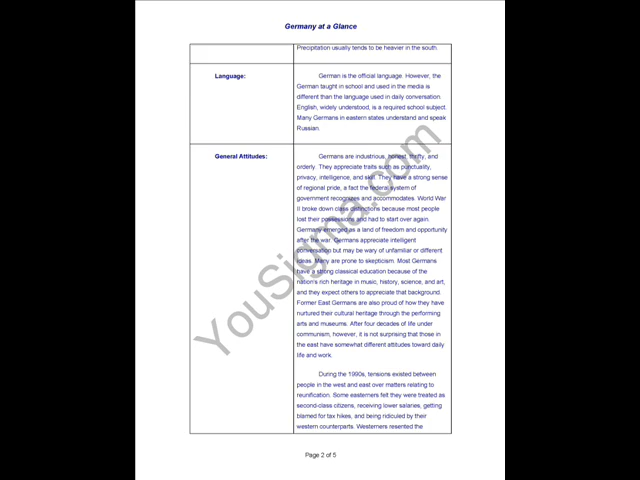 Germany at a Glance
Precipitation usually tends to be heavier in the south.
Language:
German is the official language. However, the
German taught in school and used in the media is
different than the language used in daily conversation.
English, widely understood, is a required school subject.
Many Germans in eastern states understand and speak
Russian.
General Attitudes:
Germans are industrious, honest, thrifty, and
orderly. They appreciate traits such as punctuality,
privacy, intelligence, and skill. They have a strong sense
of regional pride, a fact the federal system of
government recognizes and accommodates. World War
II broke down class distinctions because most people
lost their possessions and had to start over again.
Germany emerged as a land of freedom and opportunity
after the war. Germans appreciate intelligent
conversation but may be wary of unfamiliar or different
ideas. Many are prone to skepticism. Most Germans
have a strong classical education because of the
nation's rich heritage in music, history, science, and art,
and they expect others to appreciate that background.
Former East Germans are also proud of how they have
nurtured their cultural heritage through the performing
arts and museums. After four decades of life under
communism, however, it is not surprising that those in
the east have somewhat different attitudes toward daily
life and work.
During the 1990s, tensions existed between
people in the west and east over matters relating to
reunification. Some easterners felt they were treated as
second-class citizens, receiving lower salaries, getting
blamed for tax hikes, and being ridiculed by their
western counterparts. Westerners resented the
YouSigma.com
Page 2 of 5